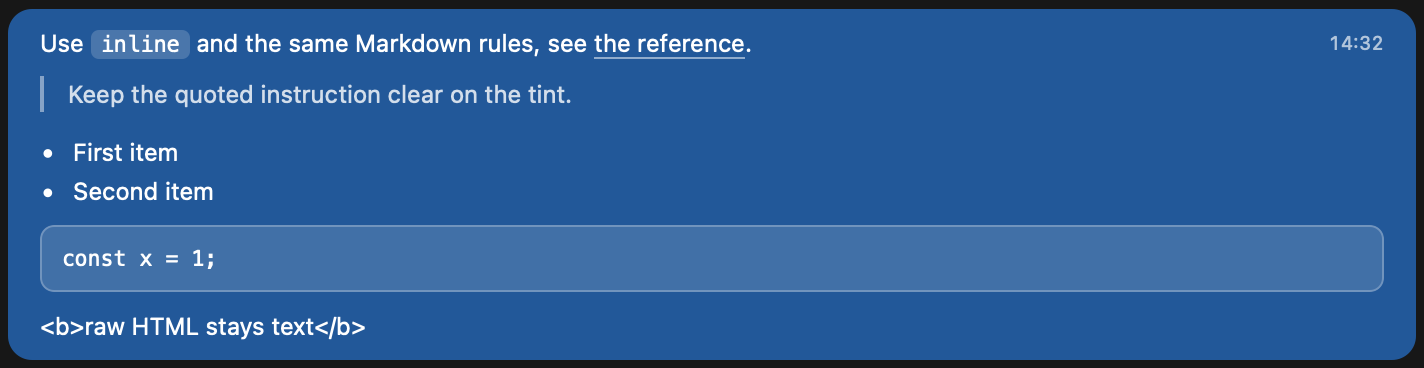 Use inline and the same Markdown rules, see the reference. 14:32
Keep the quoted instruction clear on the tint.
• First item
• Second item
const x = 1;
<b>raw HTML stays text</b>